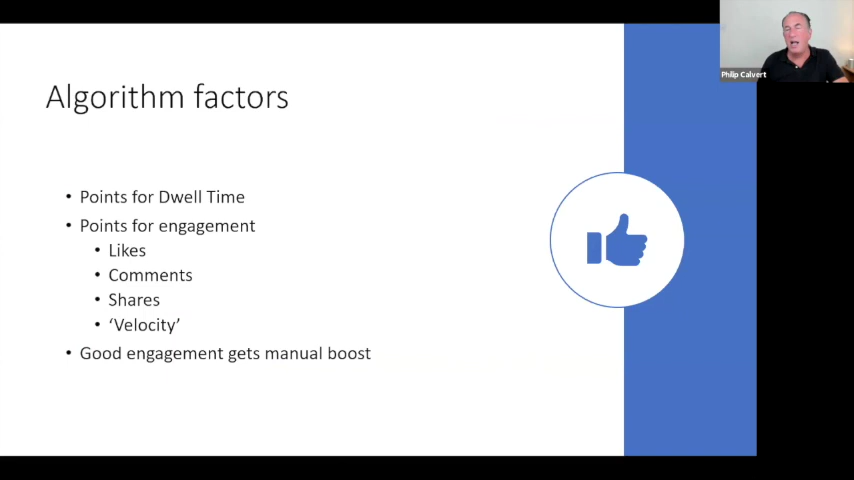 Philip Calvert
Algorithm factors
• Points for Dwell Time
• Points for engagement
• Likes
• Comments
• Shares
• ‘Velocity’
• Good engagement gets manual boost